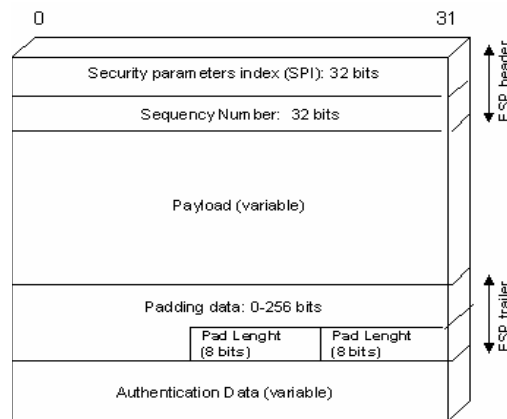 0 31
Security parameters index (SPI): 32 bits
ESP header
Sequency Number: 32 bits
Payload (variable)
Padding data: 0-256 bits
ESP trailer
Pad Lenght
(8 bits)
Pad Lenght
(8 bits)
Authentication Data (variable)